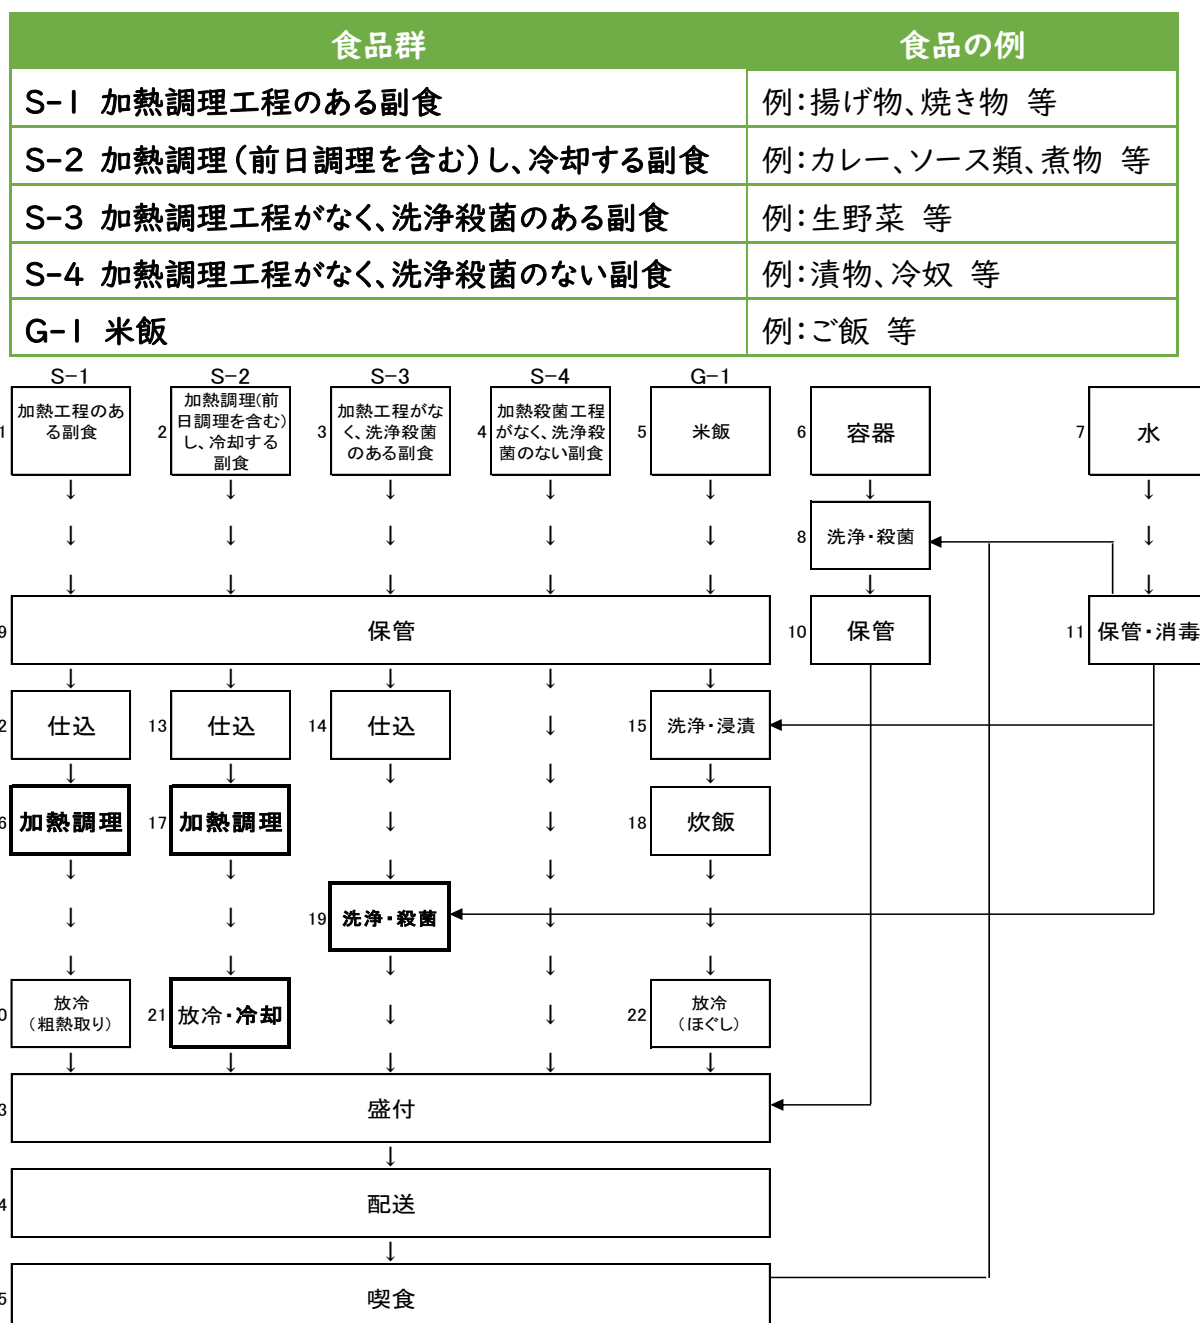 食品群 食品の例
S-1 加熱調理工程のある副食 例：揚げ物、焼き物 等
S-2 加熱調理（前日調理を含む）し、冷却する副食 例：カレー、ソース類、煮物 等
S-3 加熱調理工程がなく、洗浄殺菌のある副食 例：生野菜 等
S-4 加熱調理工程がなく、洗浄殺菌のない副食 例：漬物、冷奴 等
G-1 米飯 例：ご飯 等
S-1 S-2 S-3 S-4 G-1
1
加熱工程のあ
る副食
2
加熱調理(前
日調理を含む)
し、冷却する
副食
3
加熱工程がな
く、洗浄殺菌
のある副食
4
加熱殺菌工程
がなく、洗浄殺
菌のない副食
5 米飯
6 容器
7 水
↓ ↓ ↓ ↓ ↓ ↓ ↓
8 洗浄・殺菌
↓ ↓ ↓ ↓ ↓ ↓
↓ ↓ ↓ ↓ ↓ ↓ ↓
9 保管
10 保管
11 保管・消毒
↓ ↓ ↓ ↓ ↓
2 仕込
13 仕込
14 仕込
↓
15 洗浄・浸漬
↓ ↓ ↓ ↓ ↓
6 加熱調理
17 加熱調理
↓ ↓
18 炊飯
↓ ↓ ↓ ↓ ↓
↓ ↓
19 洗浄・殺菌
↓ ↓
↓ ↓ ↓ ↓ ↓
0
放冷
（粗熱取り）
21 放冷・冷却
↓ ↓
22
放冷
（ほぐし）
↓ ↓ ↓ ↓ ↓
3 盛付
↓
4 配送
↓
5 喫食